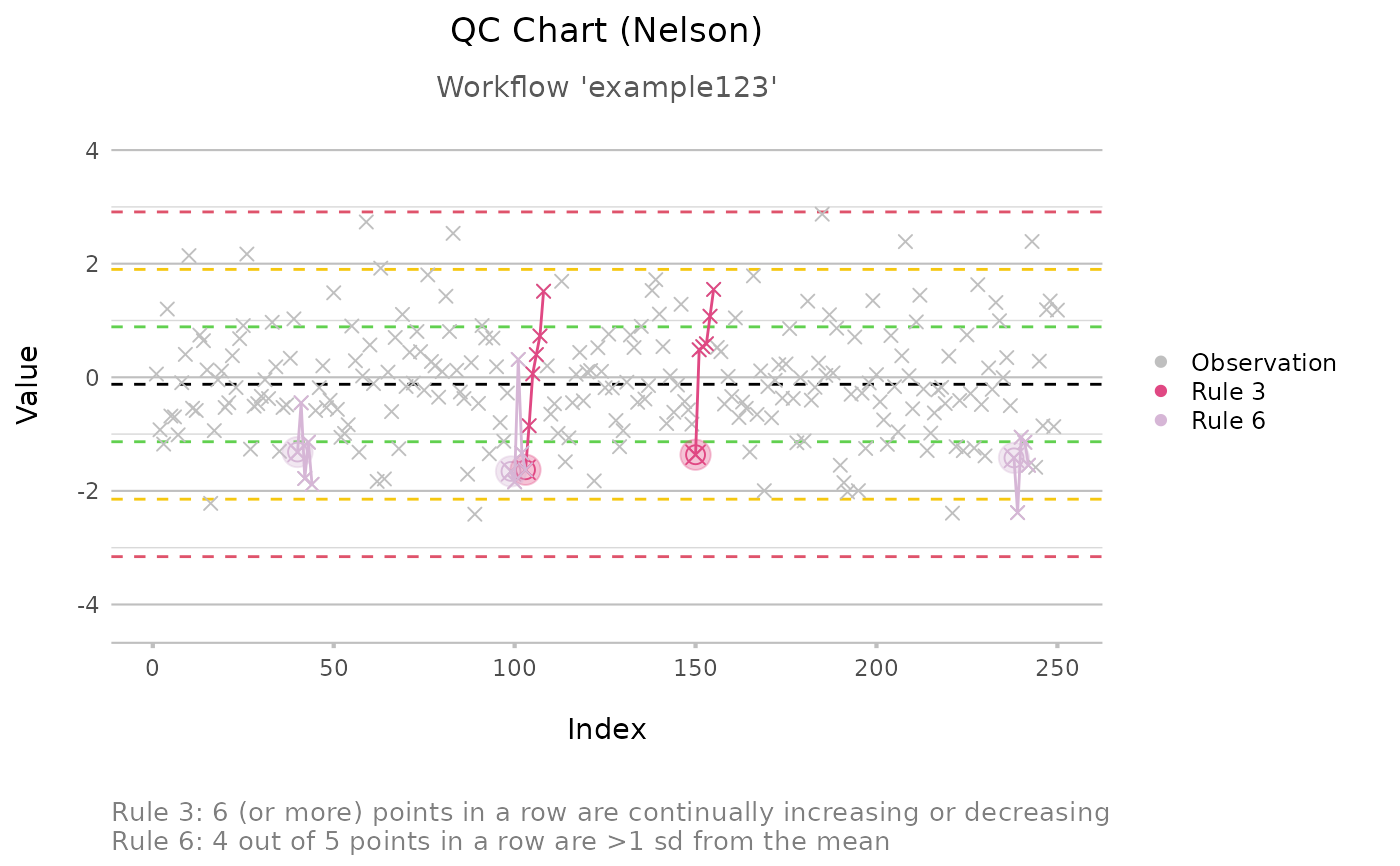 QC Chart (Nelson)
Workflow 'example123'
Value
4
2
0
-2
-4
0 50 100 150 200 250
Index
Observation
Rule 3
Rule 6
Rule 3: 6 (or more) points in a row are continually increasing or decreasing
Rule 6: 4 out of 5 points in a row are >1 sd from the mean